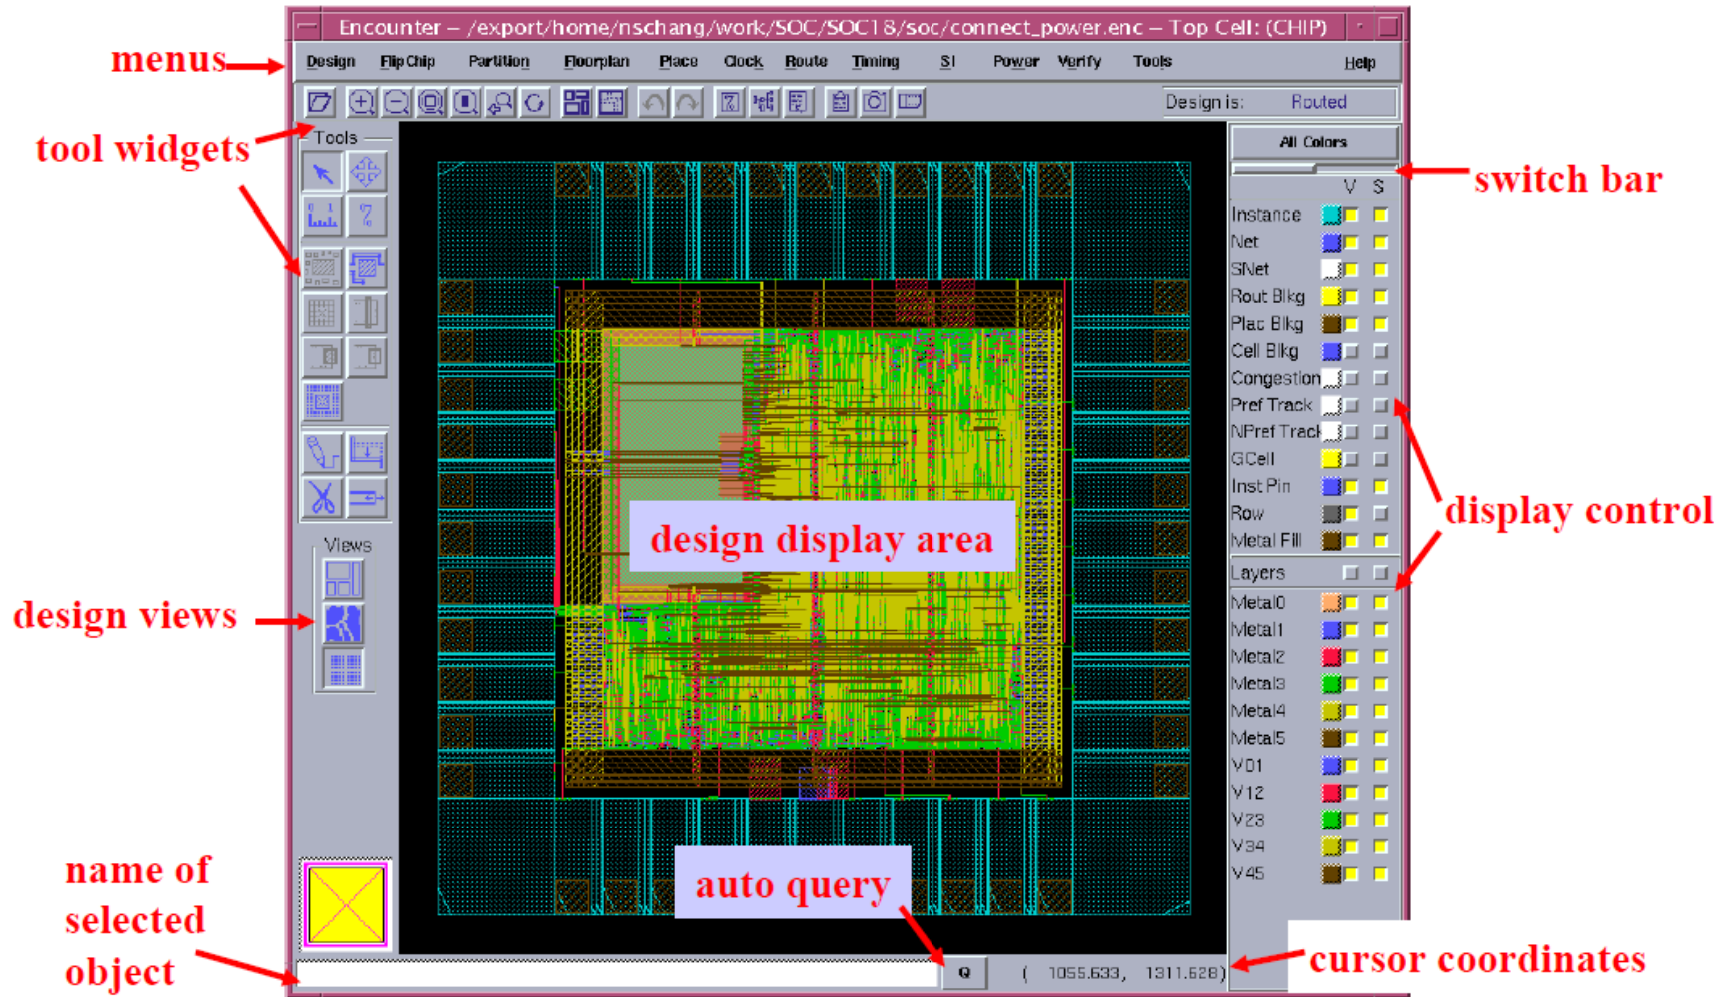 Encounter – /export/home/nschang/work/SOC/SOC18/soc/connect_power.enc – Top Cell: (CHIP)
menus
Design FlipChip Partition Floorplan Place Clock Route Timing SI Power Verify Tools Help
Design is: Routed
tool widgets
Tools
All Colors
switch bar
V S
Instance
Net
SNet
Rout Blkg
Plac Blkg
Cell Blkg
Congestion
Pref Track
NPref Track
GCell
Inst Pin
Row
Metal Fill
display control
design display area
Views
design views
Layers
Metal0
Metal1
Metal2
Metal3
Metal4
Metal5
V01
V12
V23
V34
V45
name of
selected
object
auto query
Q
( 1055.633, 1311.628)
cursor coordinates